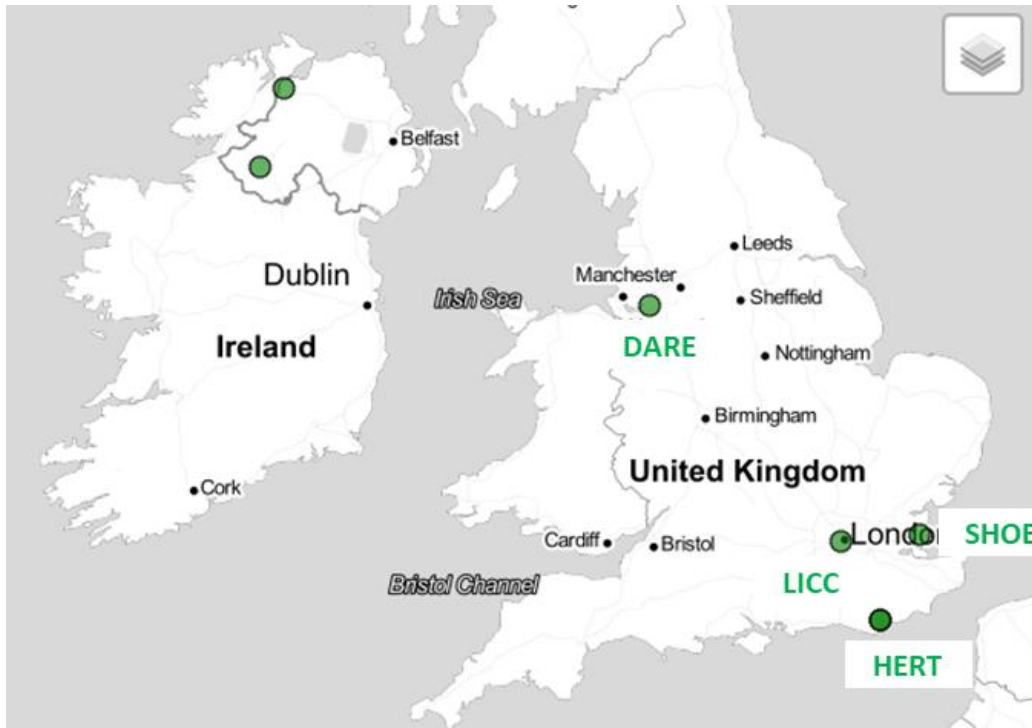 Belfast
Leeds
Dublin
Manchester
Irish Sea
Sheffield
Ireland
DARE
Nottingham
Birmingham
United Kingdom
Cork
Cardiff
Bristol
London
SHOE
LICC
Bristol Channel
HERT